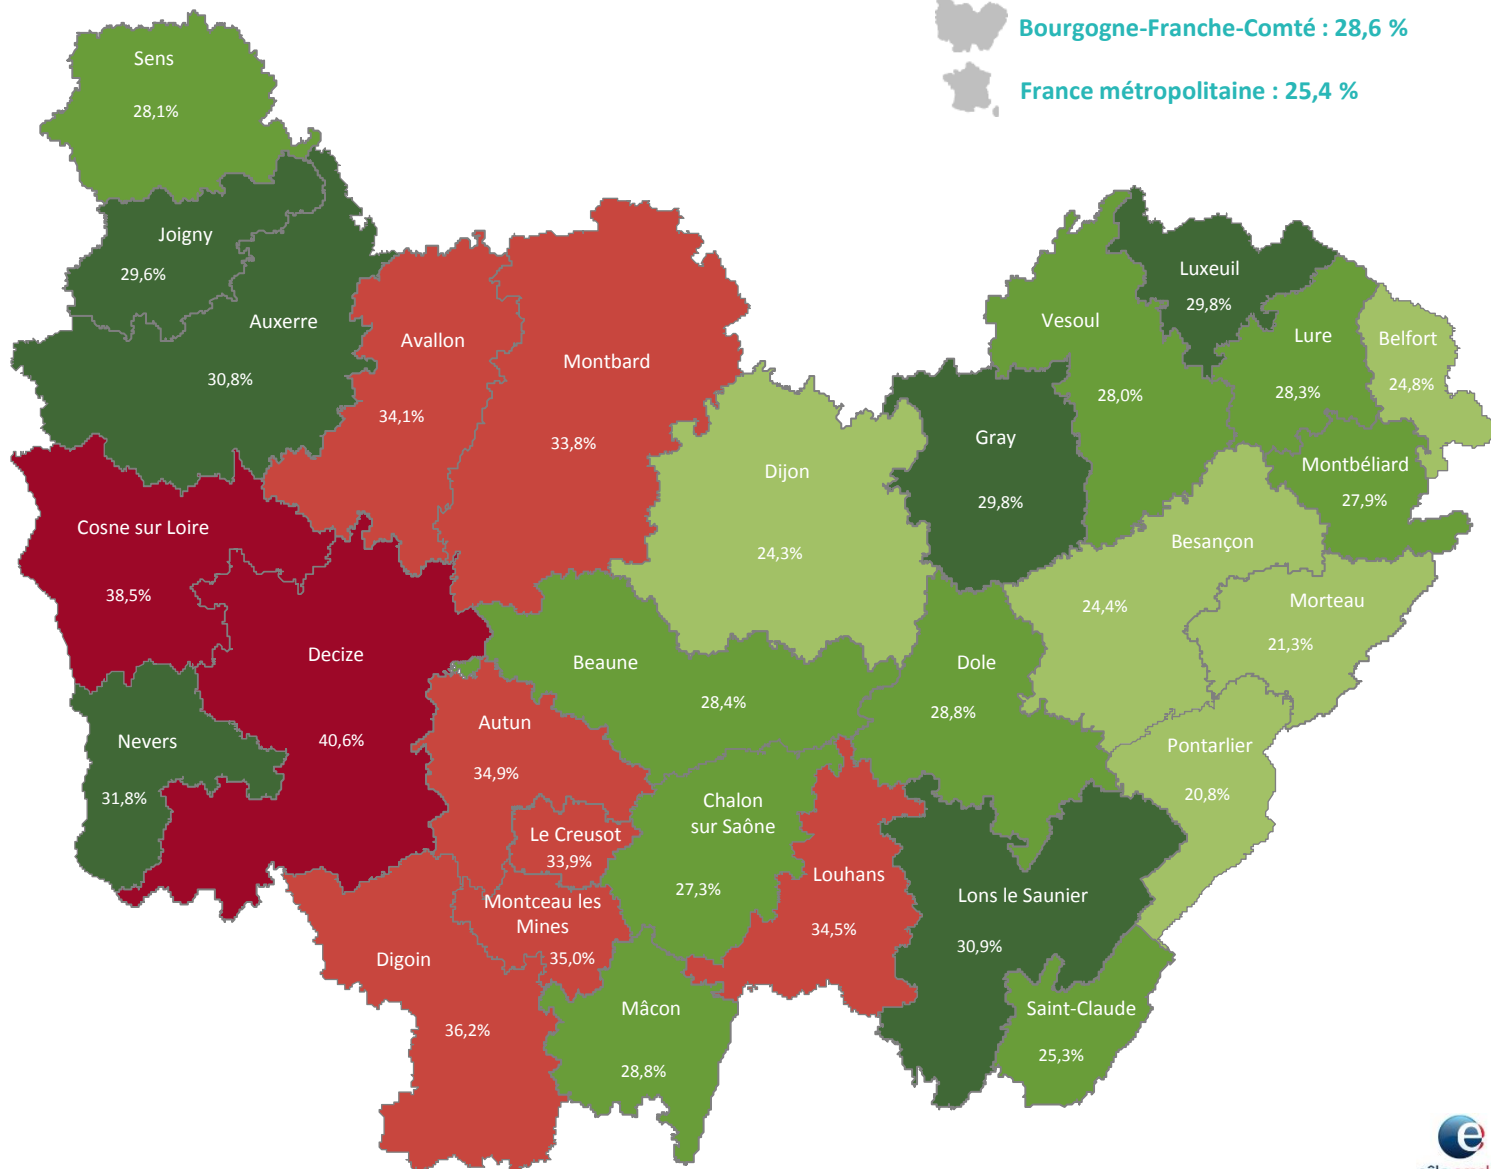 Bourgogne-Franche-Comté : 28,6 %
France métropolitaine : 25,4 %
Sens
28,1%
Joigny
29,6%
Auxerre
30,8%
Avallon
34,1%
Montbard
33,8%
Cosne sur Loire
38,5%
Decize
40,6%
Nevers
31,8%
Dijon
24,3%
Beaune
28,4%
Autun
34,9%
Le Creusot
33,9%
Montceau les
Mines
35,0%
Digoin
36,2%
Chalon
sur Saône
27,3%
Mâcon
28,8%
Louhans
34,5%
Luxeuil
29,8%
Vesoul
28,0%
Lure
28,3%
Belfort
24,8%
Gray
29,8%
Montbéliard
27,9%
Besançon
24,4%
Morteau
21,3%
Dole
28,8%
Pontarlier
20,8%
Lons le Saunier
30,9%
Saint-Claude
25,3%